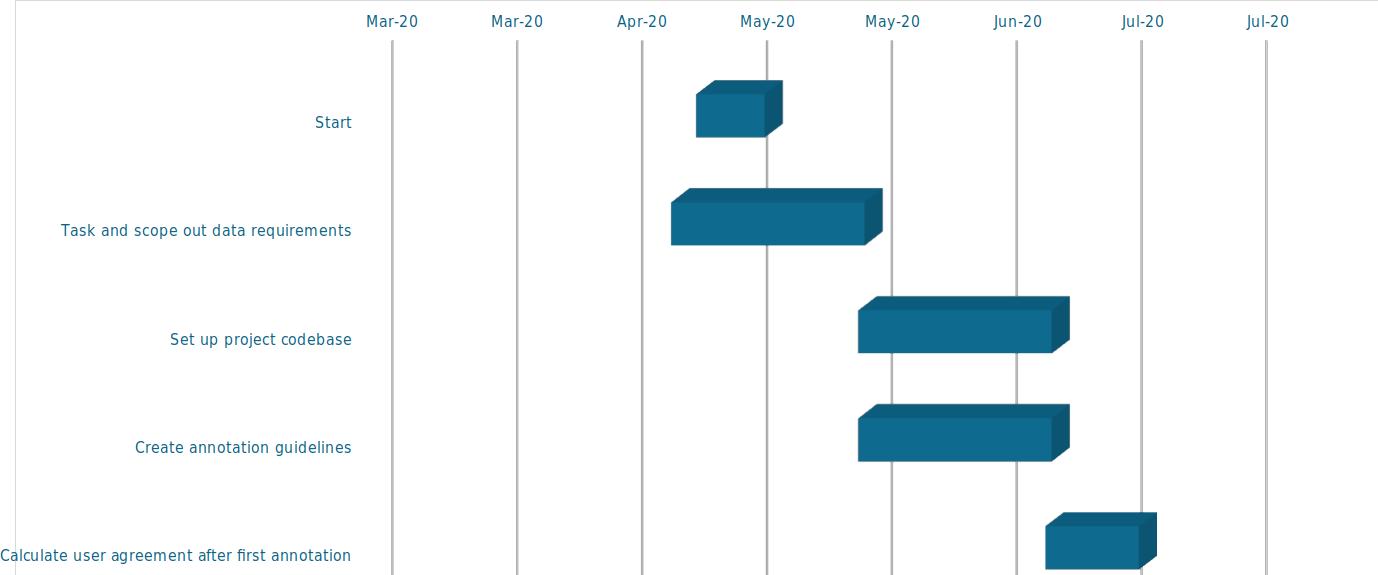 Mar-20 Mar-20 Apr-20 May-20 May-20 Jun-20 Jul-20 Jul-20
Start
Task and scope out data requirements
Set up project codebase
Create annotation guidelines
Calculate user agreement after first annotation